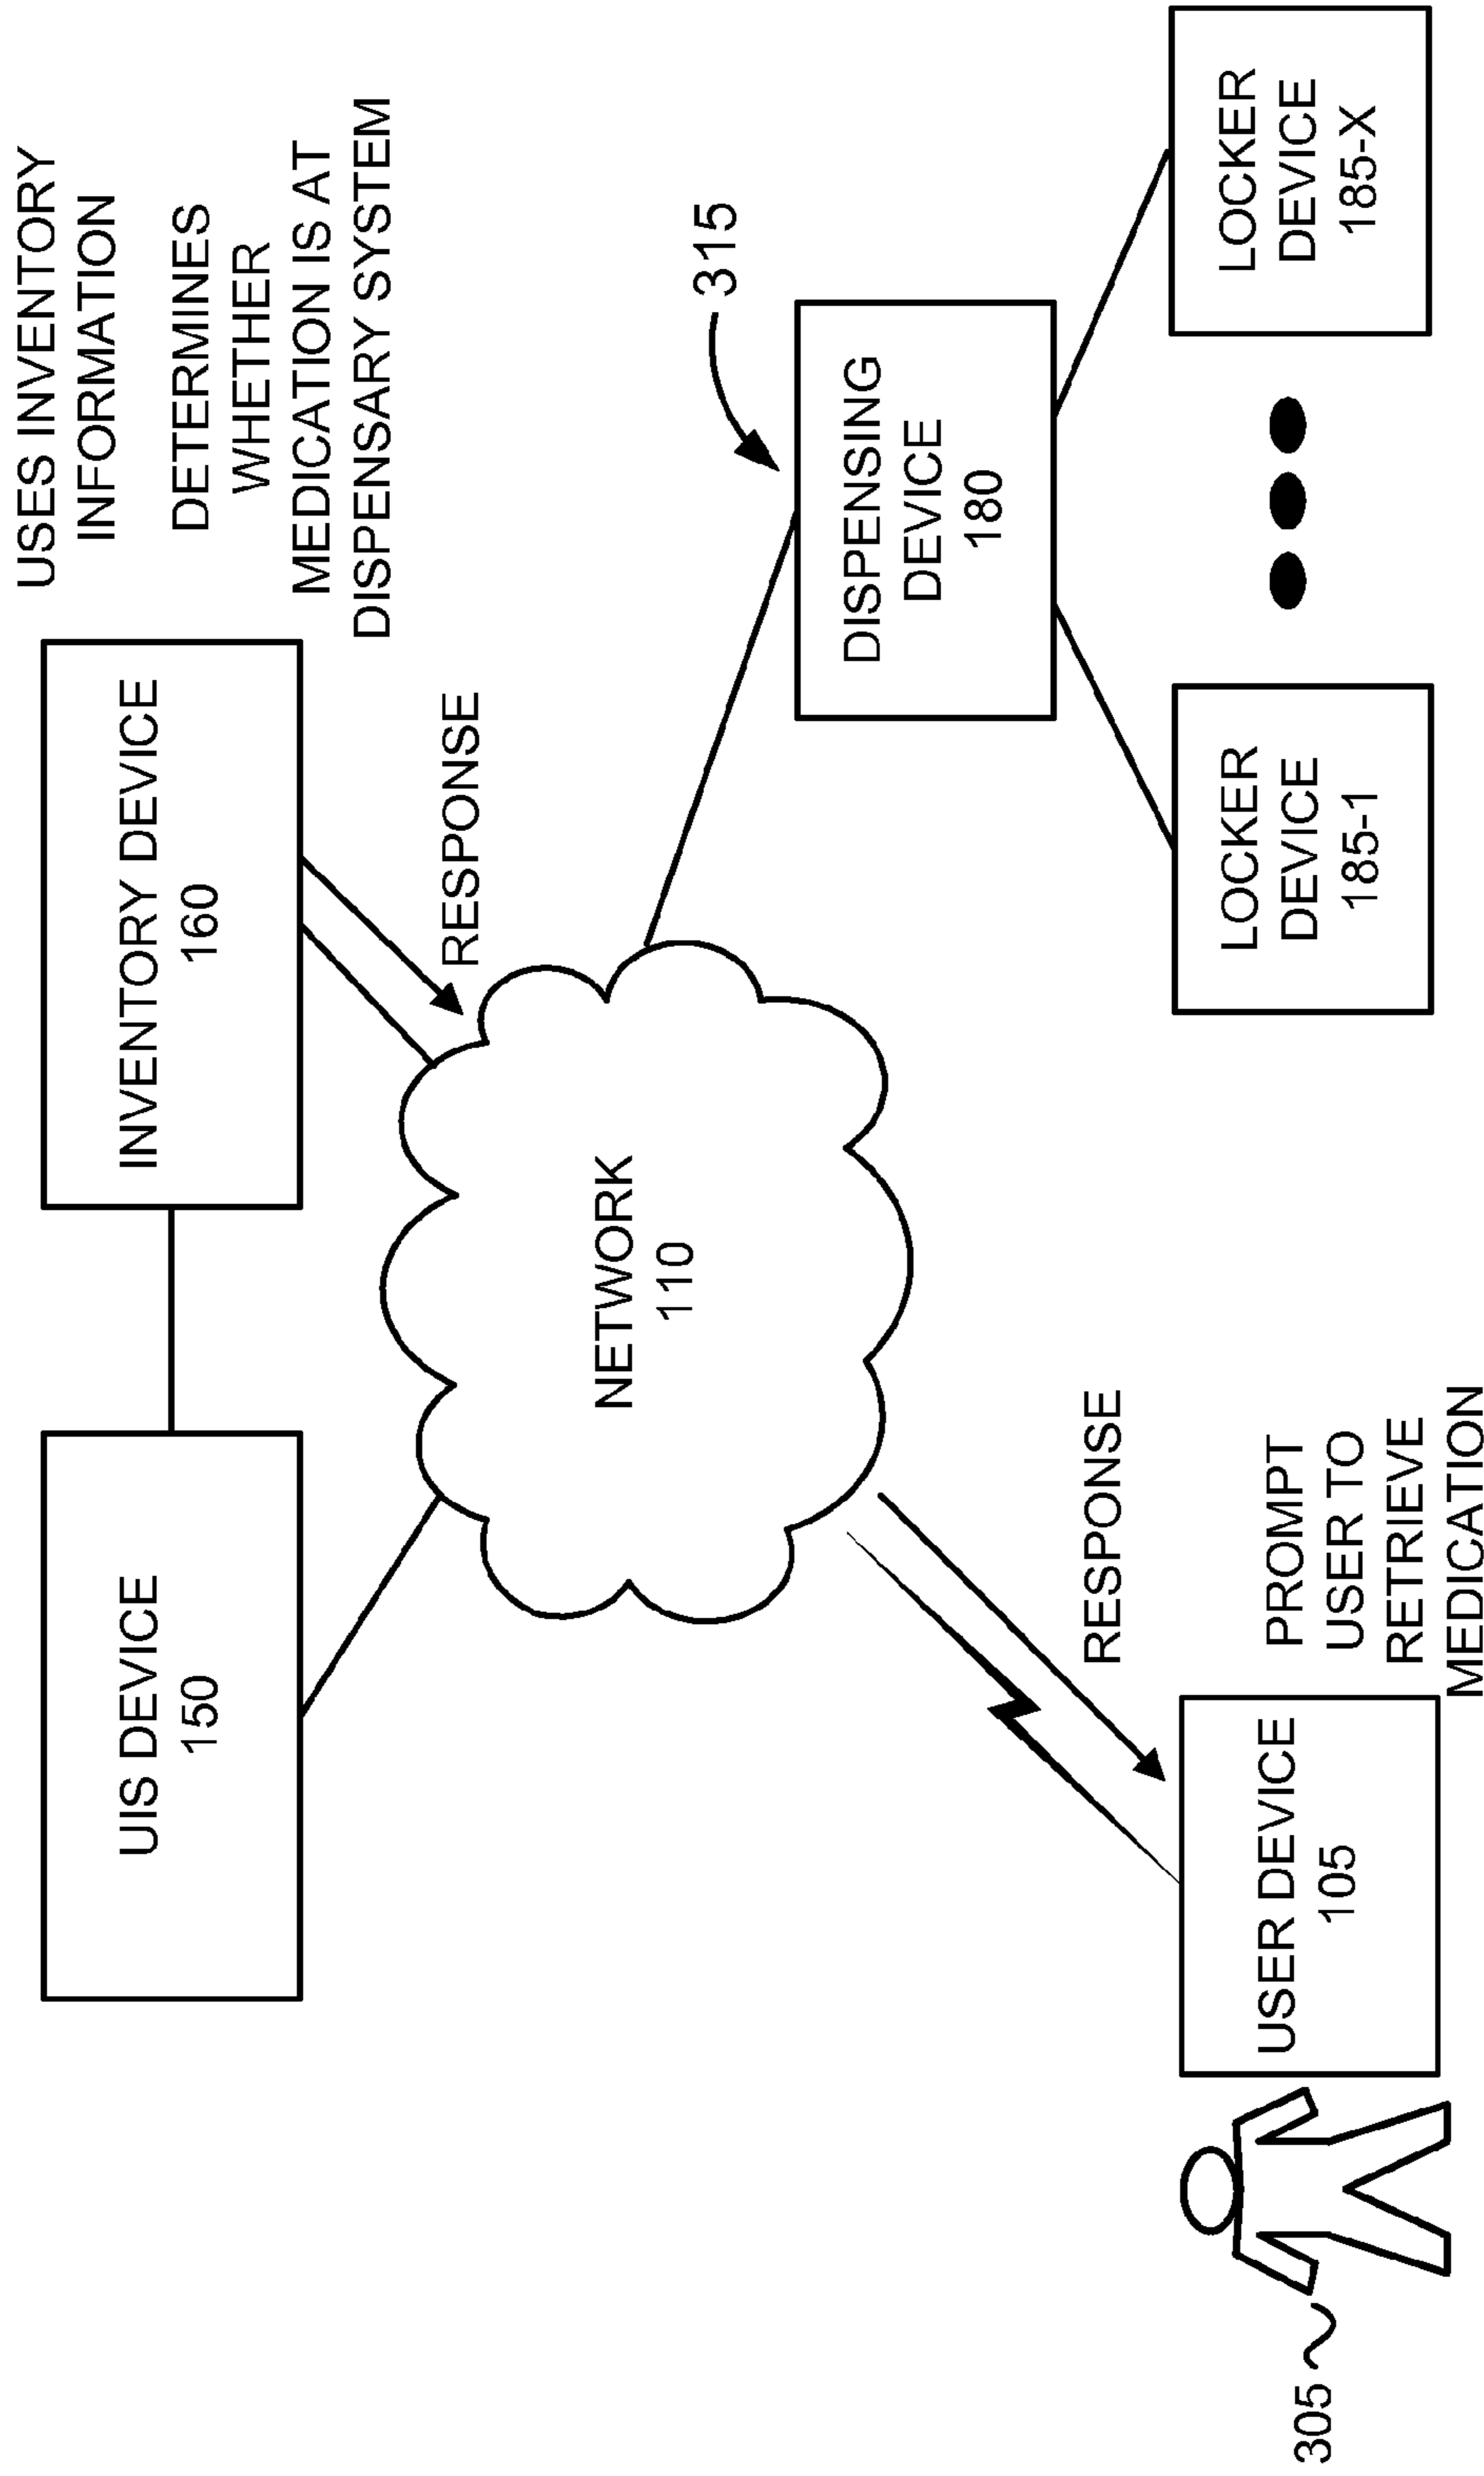 UIS DEVICE
150
INVENTORY DEVICE
160
USES INVENTORY
INFORMATION
DETERMINES
WHETHER
MEDICATION IS AT
DISPENSARY SYSTEM
RESPONSE
NETWORK
110
315
DISPENSING
DEVICE
180
RESPONSE
PROMPT
USER TO
RETRIEVE
MEDICATION
305
USER DEVICE
105
LOCKER
DEVICE
185-1
LOCKER
DEVICE
185-X